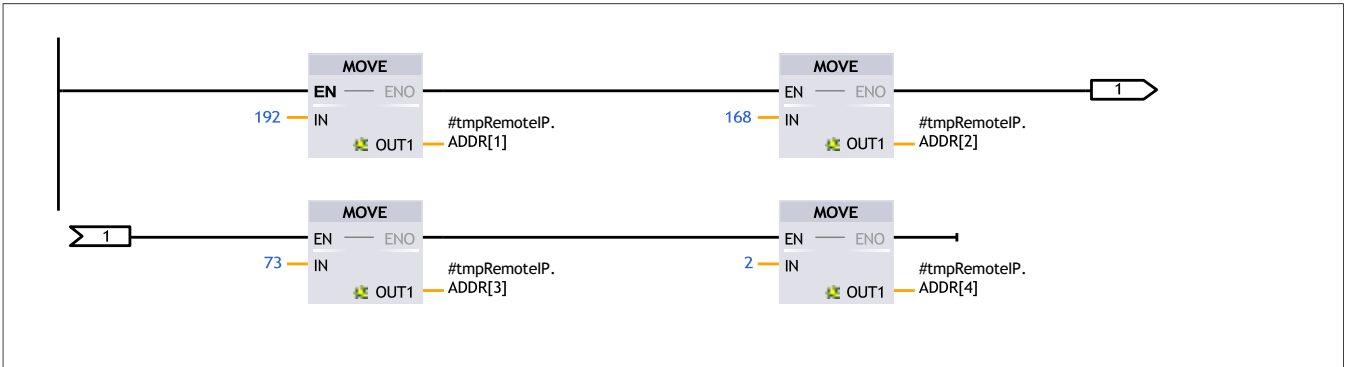 MOVE
EN ENO
192 IN
#tmpRemoteIP.
OUT1 ADDR[1]
MOVE
EN ENO
168 IN
#tmpRemoteIP.
OUT1 ADDR[2]
1
1
MOVE
EN ENO
73 IN
#tmpRemoteIP.
OUT1 ADDR[3]
MOVE
EN ENO
2 IN
#tmpRemoteIP.
OUT1 ADDR[4]